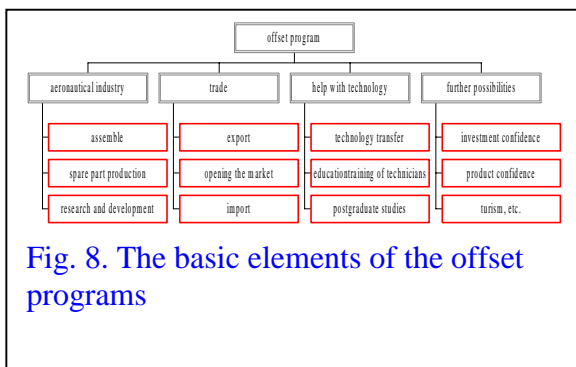 offset program
aeronautical industry
trade
help with technology
further possibilities
assemble
export
technology transfer
investment confidence
spare part production
opening the market
educationtraining of technicians
product confidence
research and development
import
postgraduate studies
turism, etc.
Fig. 8. The basic elements of the offset
programs